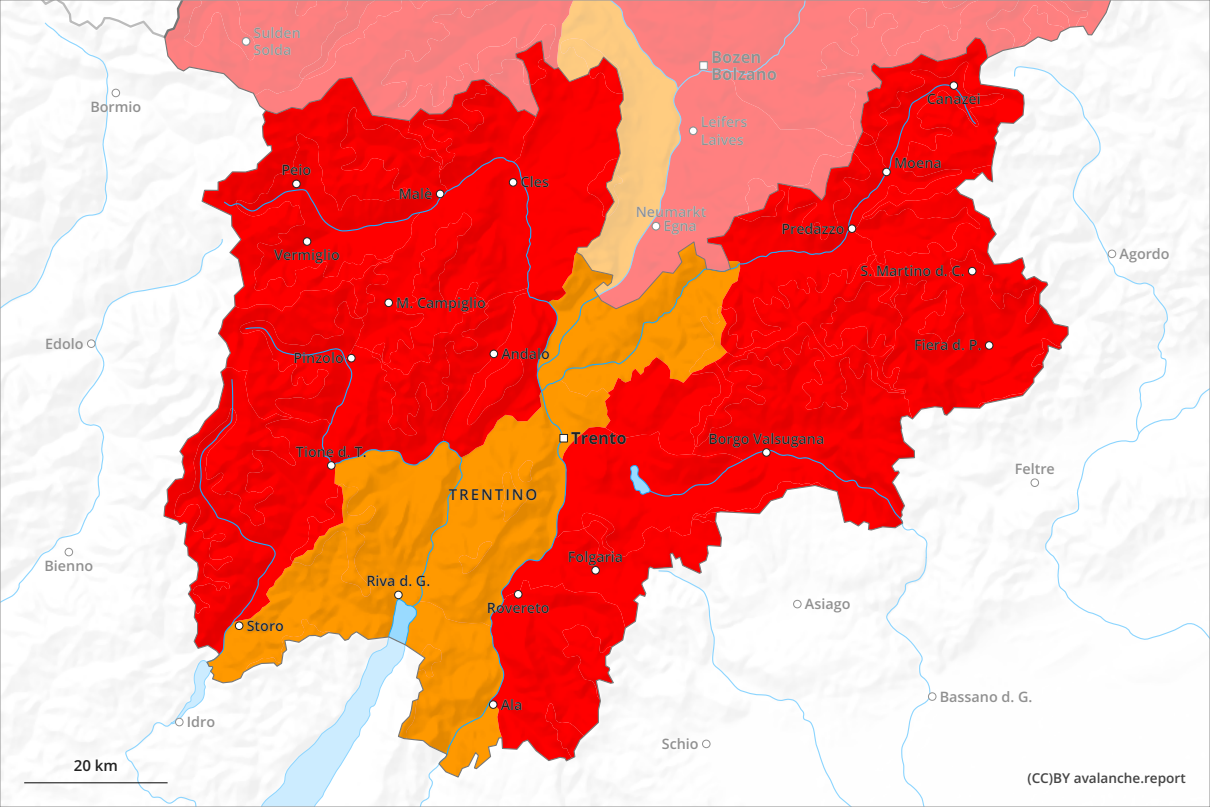 Sulden
Solda
Bozen
Bolzano
Bormio
Canazei
Leifers
Laives
Moena
Peio
Cles
Malè
Neumarkt
Egna
Predazzo
Vermiglio
Agordo
S. Martino d. C.
M. Campiglio
Edolo
Pinzolo
Andalo
Fiera d. P.
Trento
Borgo Valsugana
Tione d. T.
Feltre
TRENTINO
Bienno
Folgaria
Riva d. G.
Rovereto
Asiago
Storo
Bassano d. G.
Ala
Idro
Schio
20 km
(CC)BY avalanche.report